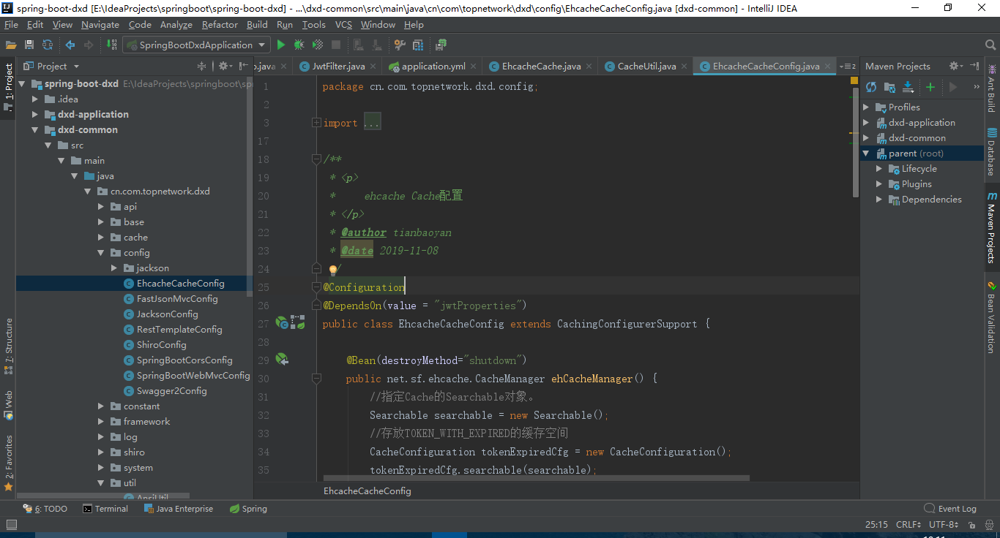 spring-boot-dxd [E:\IdeaProjects\springboot\spring-boot-dxd] - ...\dxd-common\src\main\java\cn\com\topnetwork\dxd\config\EhcacheCacheConfig.java [dxd-common] - IntelliJ IDEA
File Edit View Navigate Code Analyze Refactor Build Run Tools VCS Window Help
SpringBootDxdApplication
Project
.java JwtFilter.java application.yml EhcacheCache.java CacheUtil.java EhcacheCacheConfig.java 2
Maven Projects
1: Project
7: Structure
Web
2: Favorites
spring-boot-dxd E:\IdeaProjects\springboot\sp
.idea
dxd-application
dxd-common
src
main
java
cn.com.topnetwork.dxd
api
base
cache
config
jackson
EhcacheCacheConfig
FastJsonMvcConfig
JacksonConfig
RestTemplateConfig
ShiroConfig
SpringBootCorsConfig
SpringBootWebMvcConfig
Swagger2Config
constant
framework
log
shiro
system
util
AnsiUtil
1 package cn.com.topnetwork.dxd.config;
2
3 import ...
17
18 /**
19 * <p>
20 * ehcache Cache配置
21 * </p>
22 * @author tianbaoyan
23 * @date 2019-11-08
24 /
25 @Configuration
26 @DependsOn(value = "jwtProperties")
27 public class EhcacheCacheConfig extends CachingConfigurerSupport {
28
29 @Bean(destroyMethod="shutdown")
30 public net.sf.ehcache.CacheManager ehCacheManager() {
31 //指定Cache的Searchable对象。
32 Searchable searchable = new Searchable();
33 //存放TOKEN_WITH_EXPIRED的缓存空间
34 CacheConfiguration tokenExpiredCfg = new CacheConfiguration();
35 tokenExpiredCfg.searchable(searchable);
EhcacheCacheConfig
Profiles
dxd-application
dxd-common
parent (root)
Lifecycle
Plugins
Dependencies
Ant Build
Database
Maven Projects
Bean Validation
6: TODO Terminal Java Enterprise Spring Event Log
25:15 CRLF UTF-8